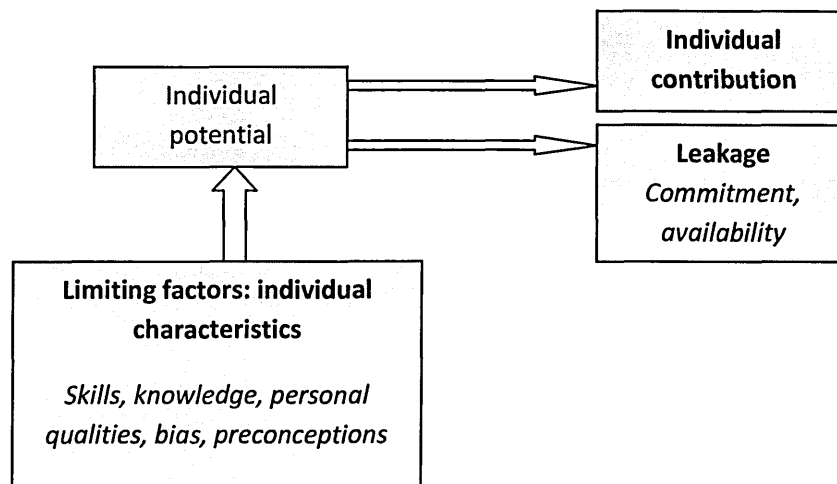 Individual
contribution
Individual
potential
Leakage
Commitment,
availability
Limiting factors: individual
characteristics
Skills, knowledge, personal
qualities, bias, preconceptions